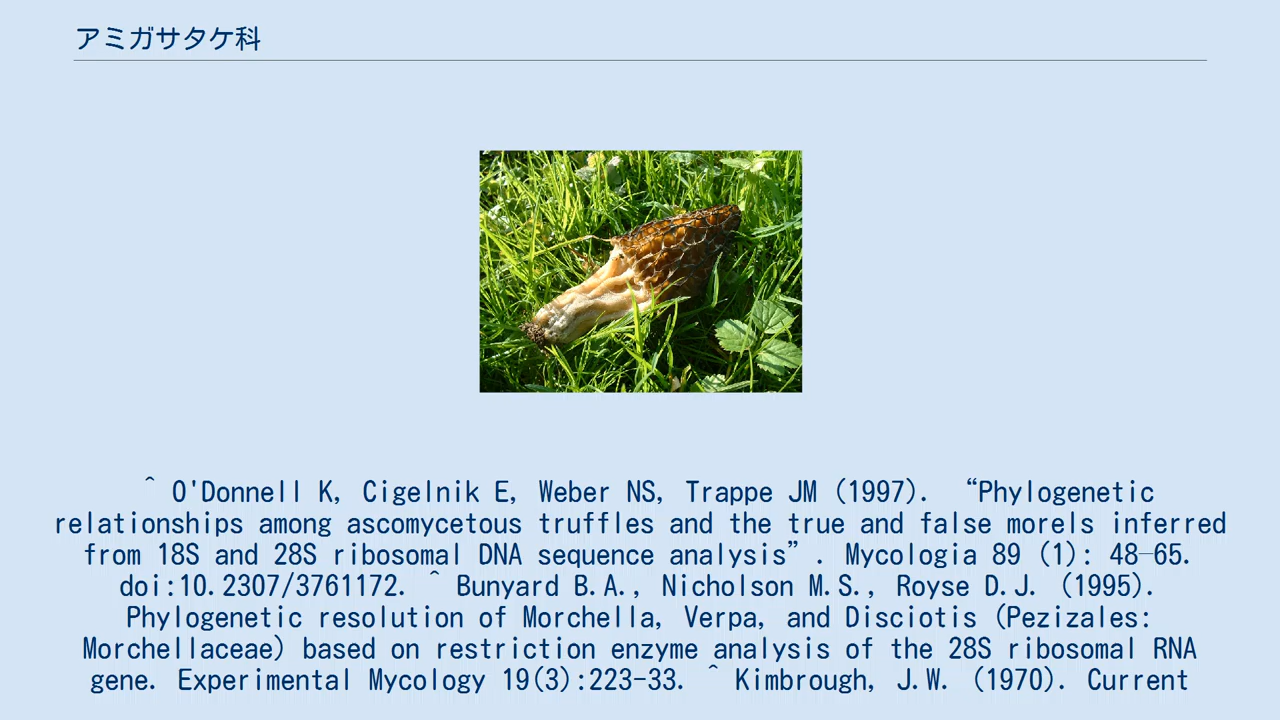 アミガサタケ科
^ O'Donnell K, Cigelnik E, Weber NS, Trappe JM (1997). “Phylogenetic
relationships among ascomycetous truffles and the true and false morels inferred
from 18S and 28S ribosomal DNA sequence analysis”. Mycologia 89 (1): 48–65.
doi:10.2307/3761172. ^ Bunyard B.A., Nicholson M.S., Royse D.J. (1995).
Phylogenetic resolution of Morchella, Verpa, and Disciotis (Pezizales:
Morchellaceae) based on restriction enzyme analysis of the 28S ribosomal RNA
gene. Experimental Mycology 19(3):223-33. ^ Kimbrough, J.W. (1970). Current